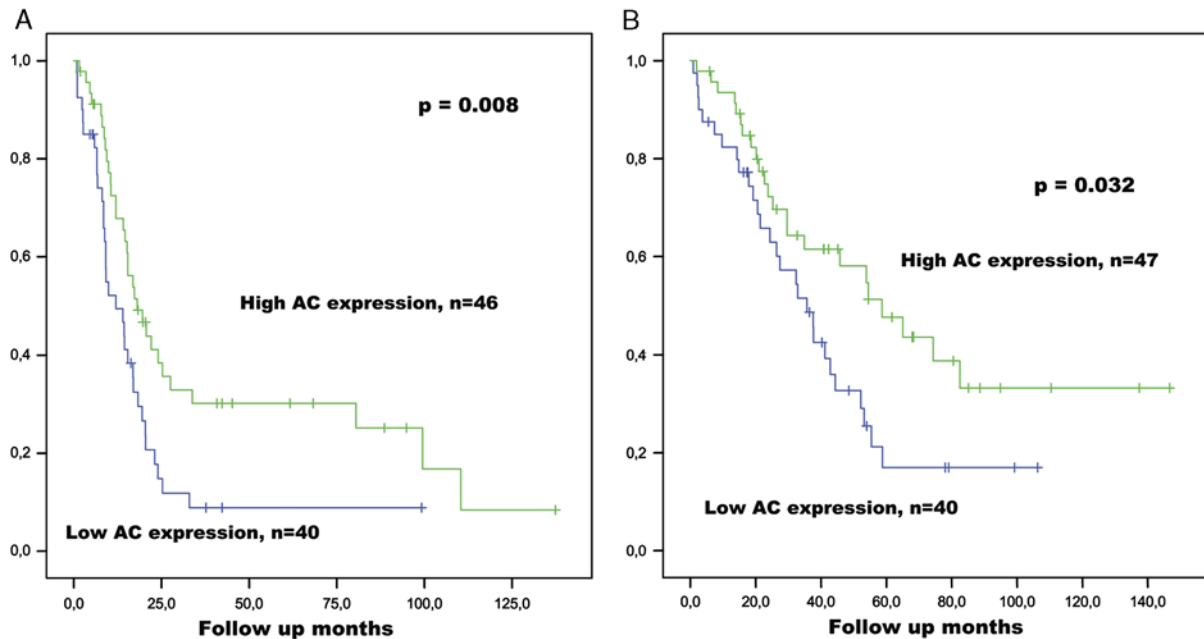 A
1,0
0,8
0,6
0,4
0,2
0,0
p = 0.008
High AC expression, n=46
Low AC expression, n=40
0,0 25,0 50,0 75,0 100,0 125,0
Follow up months
B
1,0
0,8
0,6
0,4
0,2
0,0
p = 0.032
High AC expression, n=47
Low AC expression, n=40
0,0 20,0 40,0 60,0 80,0 100,0 120,0 140,0
Follow up months